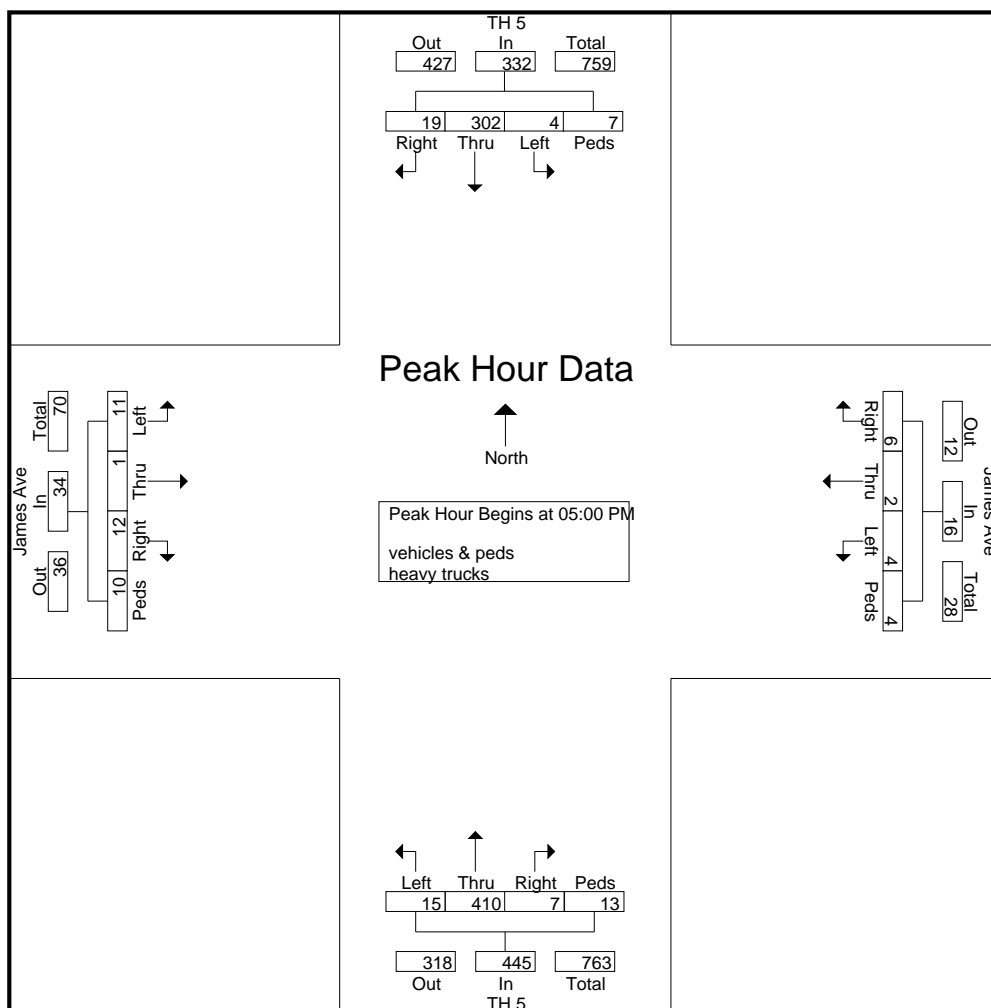 TH 5
Out In Total
427 332 759
19 302 4 7
Right Thru Left Peds
Peak Hour Data
North
Peak Hour Begins at 05:00 PM
vehicles & peds
heavy trucks
James Ave
Out In Total
36 34 70
Left Thru Right Peds
11 1 12 10
James Ave
Out In Total
12 16 28
6 2 4 4
Right Thru Left Peds
Left Thru Right Peds
15 410 7 13
318 445 763
Out In Total
TH 5